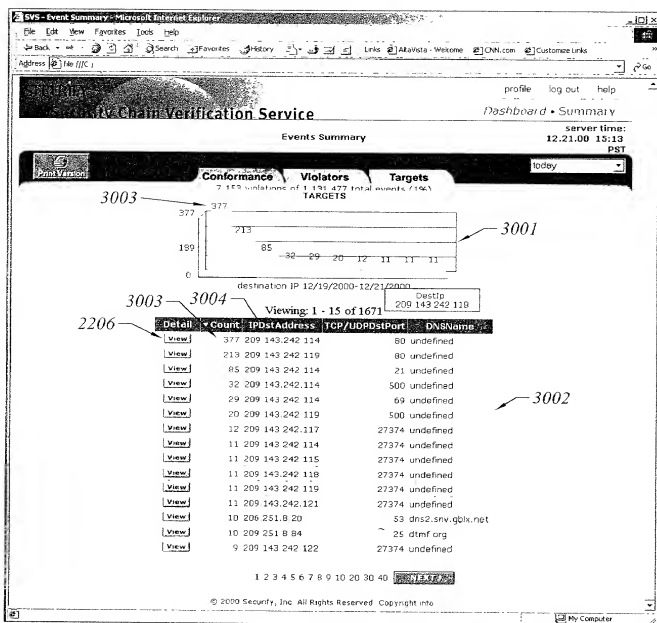 SVS - Event Summary - Microsoft Internet Explorer
File Edit View Favorites Tools Help
Back Search Favorites History Links AltaVista - Welcome CNN.com Customize Links
Address file ///C | Go
profile log out help
Chain Verification Service
Dashboard • Summary
Events Summary
server time:
12.21.00 15:13
PST
Print Version
today
Conformance Violators Targets
7 153 violations of 1 131 477 total events (1%)
TARGETS
3003
377
377
213
3001
199
85
32 29 20 12 11 11 11
0
destination IP 12/19/2000-12/21/2000
DestIp
209 143 242 118
3003 3004
Viewing: 1 - 15 of 1671
2206
Detail Count IPDstAddress TCP/UDPDstPort DNSName
View 377 209 143.242 114 80 undefined
View 213 209 143 242 119 80 undefined
View 85 209 143 242 114 21 undefined
View 32 209 143.242 114 500 undefined
View 29 209 143 242 114 69 undefined
3002
View 20 209 143 242 119 500 undefined
View 12 209 143 242.117 27374 undefined
View 11 209 143 242 114 27374 undefined
View 11 209 143 242 115 27374 undefined
View 11 209 143.242 118 27374 undefined
View 11 209 143 242 119 27374 undefined
View 11 209 143.242.121 27374 undefined
View 10 206 251.8 20 53 dns2.snv.gblx.net
View 10 209 251 8 84 25 dtmf org
View 9 209 143 242 122 27374 undefined
1 2 3 4 5 6 7 8 9 10 20 30 40 NEXT
© 2000 Securify, Inc All Rights Reserved Copyright info
My Computer